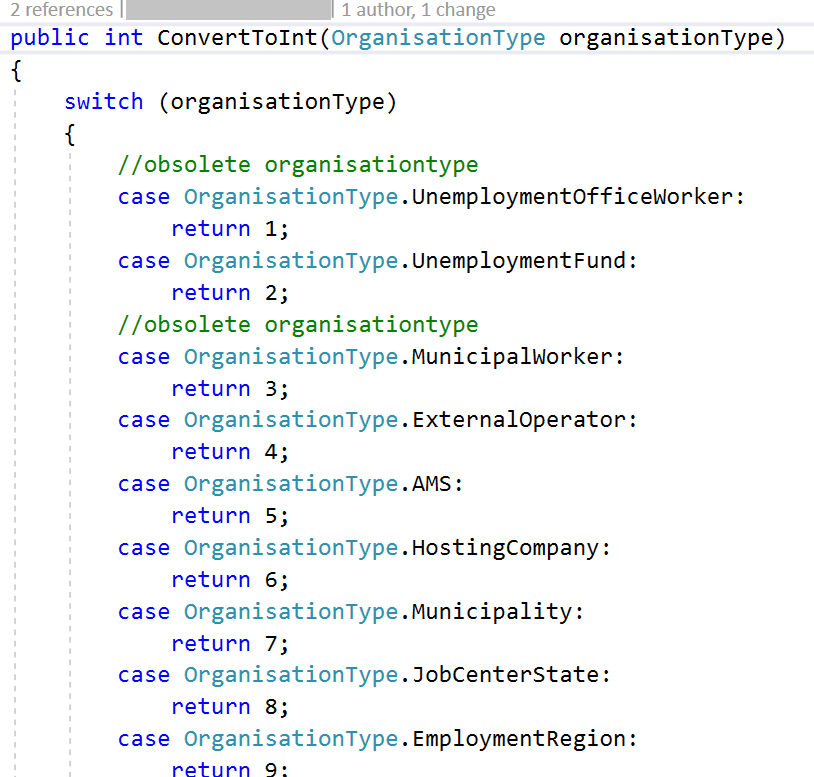 2 references | | 1 author, 1 change
public int ConvertToInt(OrganisationType organisationType)
{
    switch (organisationType)
    {
        //obsolete organisationtype
        case OrganisationType.UnemploymentOfficeWorker:
            return 1;
        case OrganisationType.UnemploymentFund:
            return 2;
        //obsolete organisationtype
        case OrganisationType.MunicipalWorker:
            return 3;
        case OrganisationType.ExternalOperator:
            return 4;
        case OrganisationType.AMS:
            return 5;
        case OrganisationType.HostingCompany:
            return 6;
        case OrganisationType.Municipality:
            return 7;
        case OrganisationType.JobCenterState:
            return 8;
        case OrganisationType.EmploymentRegion:
            return 9;